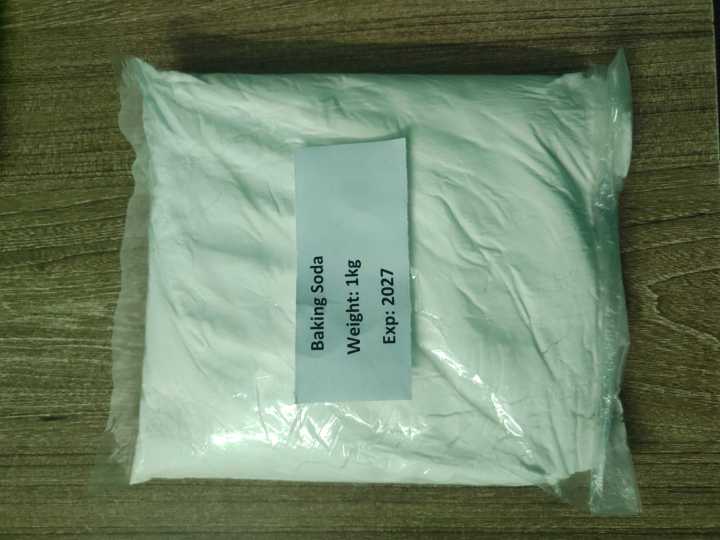 Baking Soda
Weight: 1kg
Exp: 2027